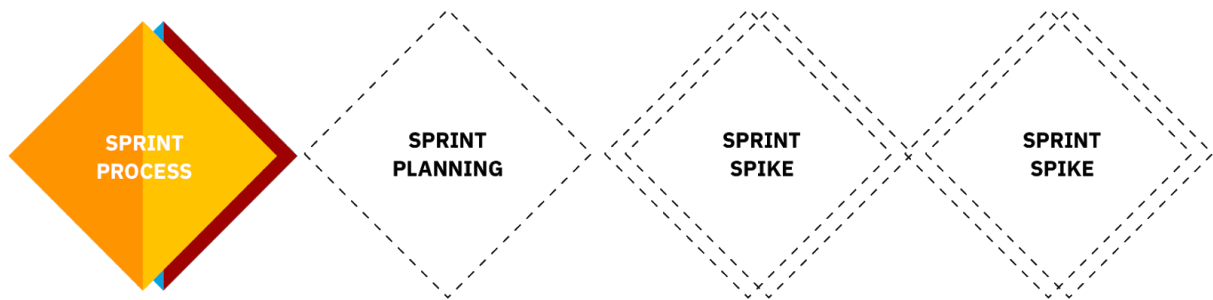 SPRINT
PROCESS
SPRINT
PLANNING
SPRINT
SPIKE
SPRINT
SPIKE